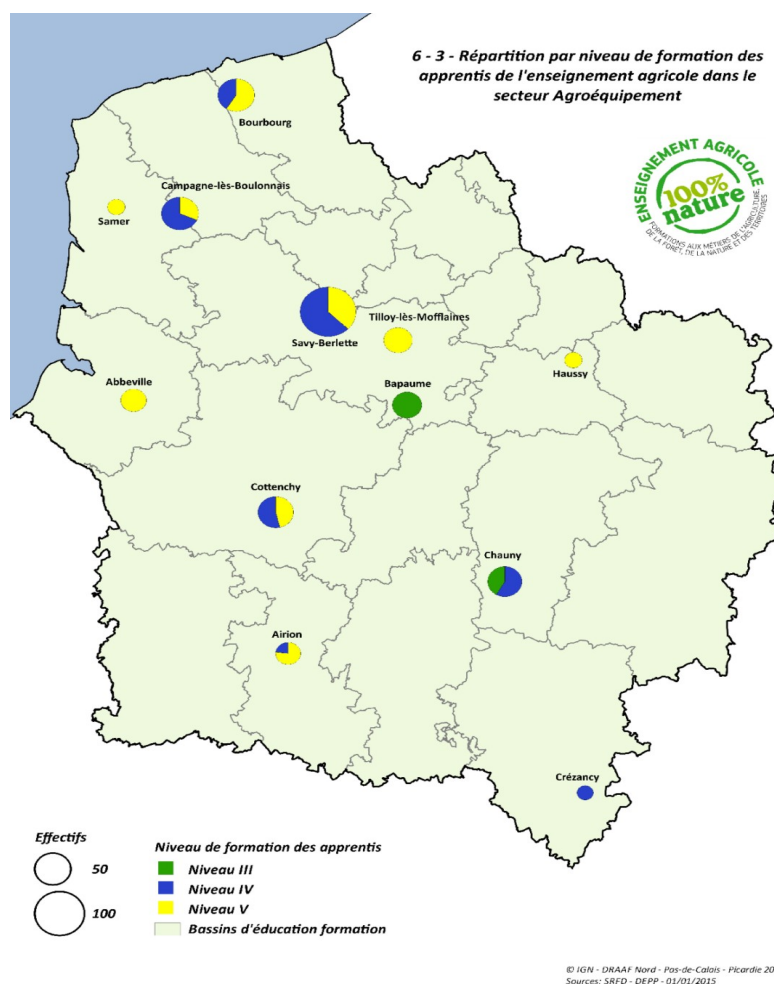 6 - 3 - Répartition par niveau de formation des
apprentis de l'enseignement agricole dans le
secteur Agroéquipement
ENSEIGNEMENT AGRICOLE
100%
nature
FORMATIONS AUX MÉTIERS DE L'AGRICULTURE,
DE LA FORÊT, DE LA NATURE ET DES TERRITOIRES
Bourbourg
Campagne-lès-Boulonnais
Samer
Savy-Berlette
Tilloy-lès-Mofflaines
Haussy
Abbeville
Bapaume
Cottenchy
Chauny
Airion
Crézancy
Effectifs
50
100
Niveau de formation des apprentis
Niveau III
Niveau IV
Niveau V
Bassins d'éducation formation
© IGN - DRAAF Nord - Pas-de-Calais - Picardie 20
Sources: SRFD - DEPP - 01/01/2015